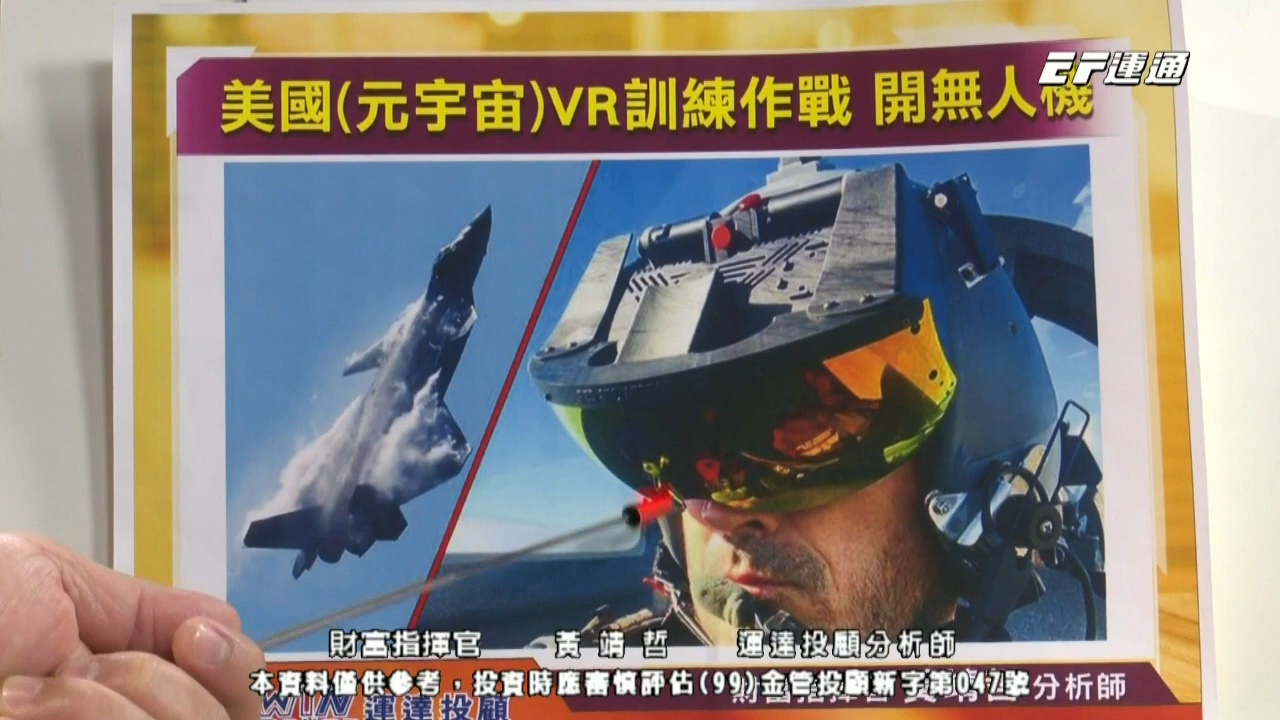 EF運通
美國(元宇宙)VR訓練作戰 開無人機
財富指揮官 黃靖哲 運達投顧分析師
本資料僅供參考，投資時應審慎評估(99)金管投顧新字第047號
WIN 運達投顧
分析師